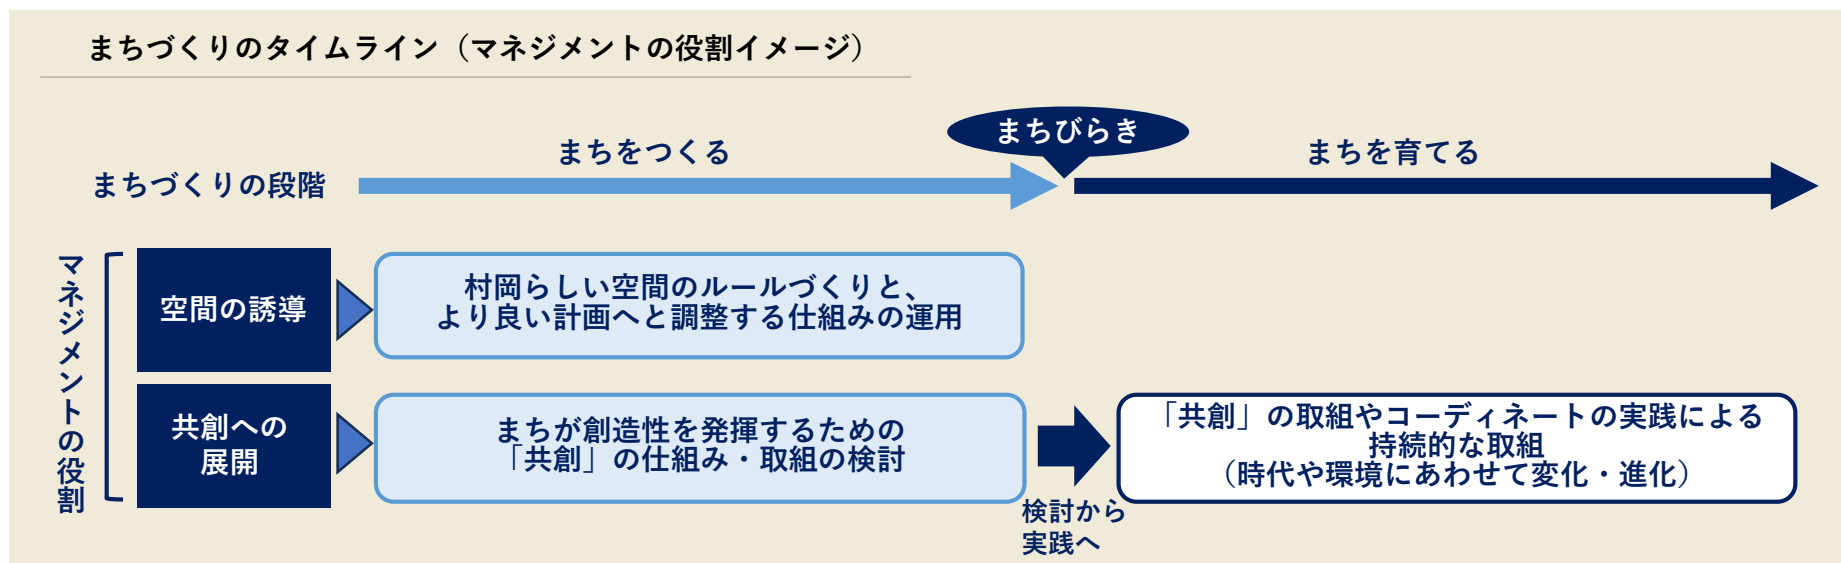 まちづくりのタイムライン（マネジメントの役割イメージ）
まちびらき
まちをつくる
まちを育てる
まちづくりの段階
マネジメントの役割
空間の誘導
村岡らしい空間のルールづくりと、
より良い計画へと調整する仕組みの運用
共創への
展開
まちが創造性を発揮するための
「共創」の仕組み・取組の検討
検討から
実践へ
「共創」の取組やコーディネートの実践による
持続的な取組
（時代や環境にあわせて変化・進化）